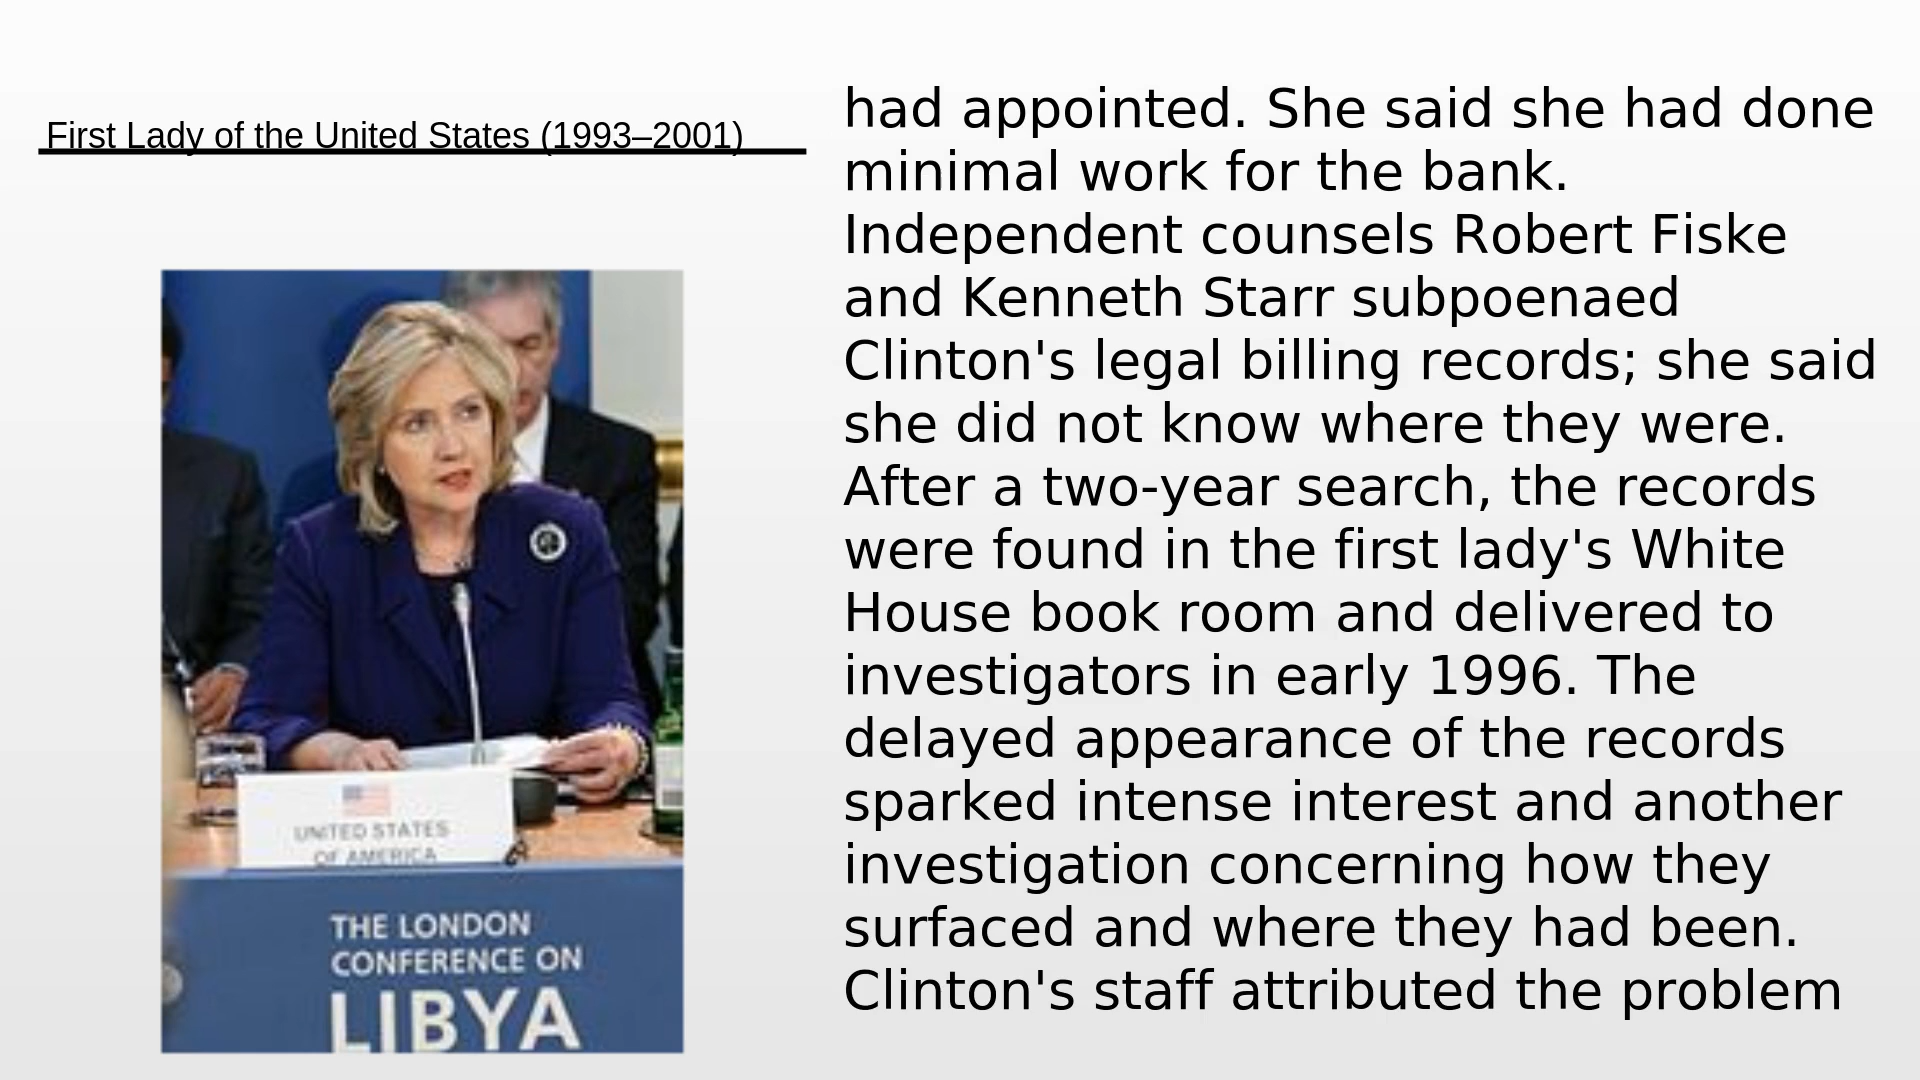 First Lady of the United States (1993–2001)
had appointed. She said she had done
minimal work for the bank.
Independent counsels Robert Fiske
and Kenneth Starr subpoenaed
Clinton's legal billing records; she said
she did not know where they were.
After a two-year search, the records
were found in the first lady's White
House book room and delivered to
investigators in early 1996. The
delayed appearance of the records
sparked intense interest and another
investigation concerning how they
surfaced and where they had been.
Clinton's staff attributed the problem
UNITED STATES
OF AMERICA
THE LONDON
CONFERENCE ON
LIBYA